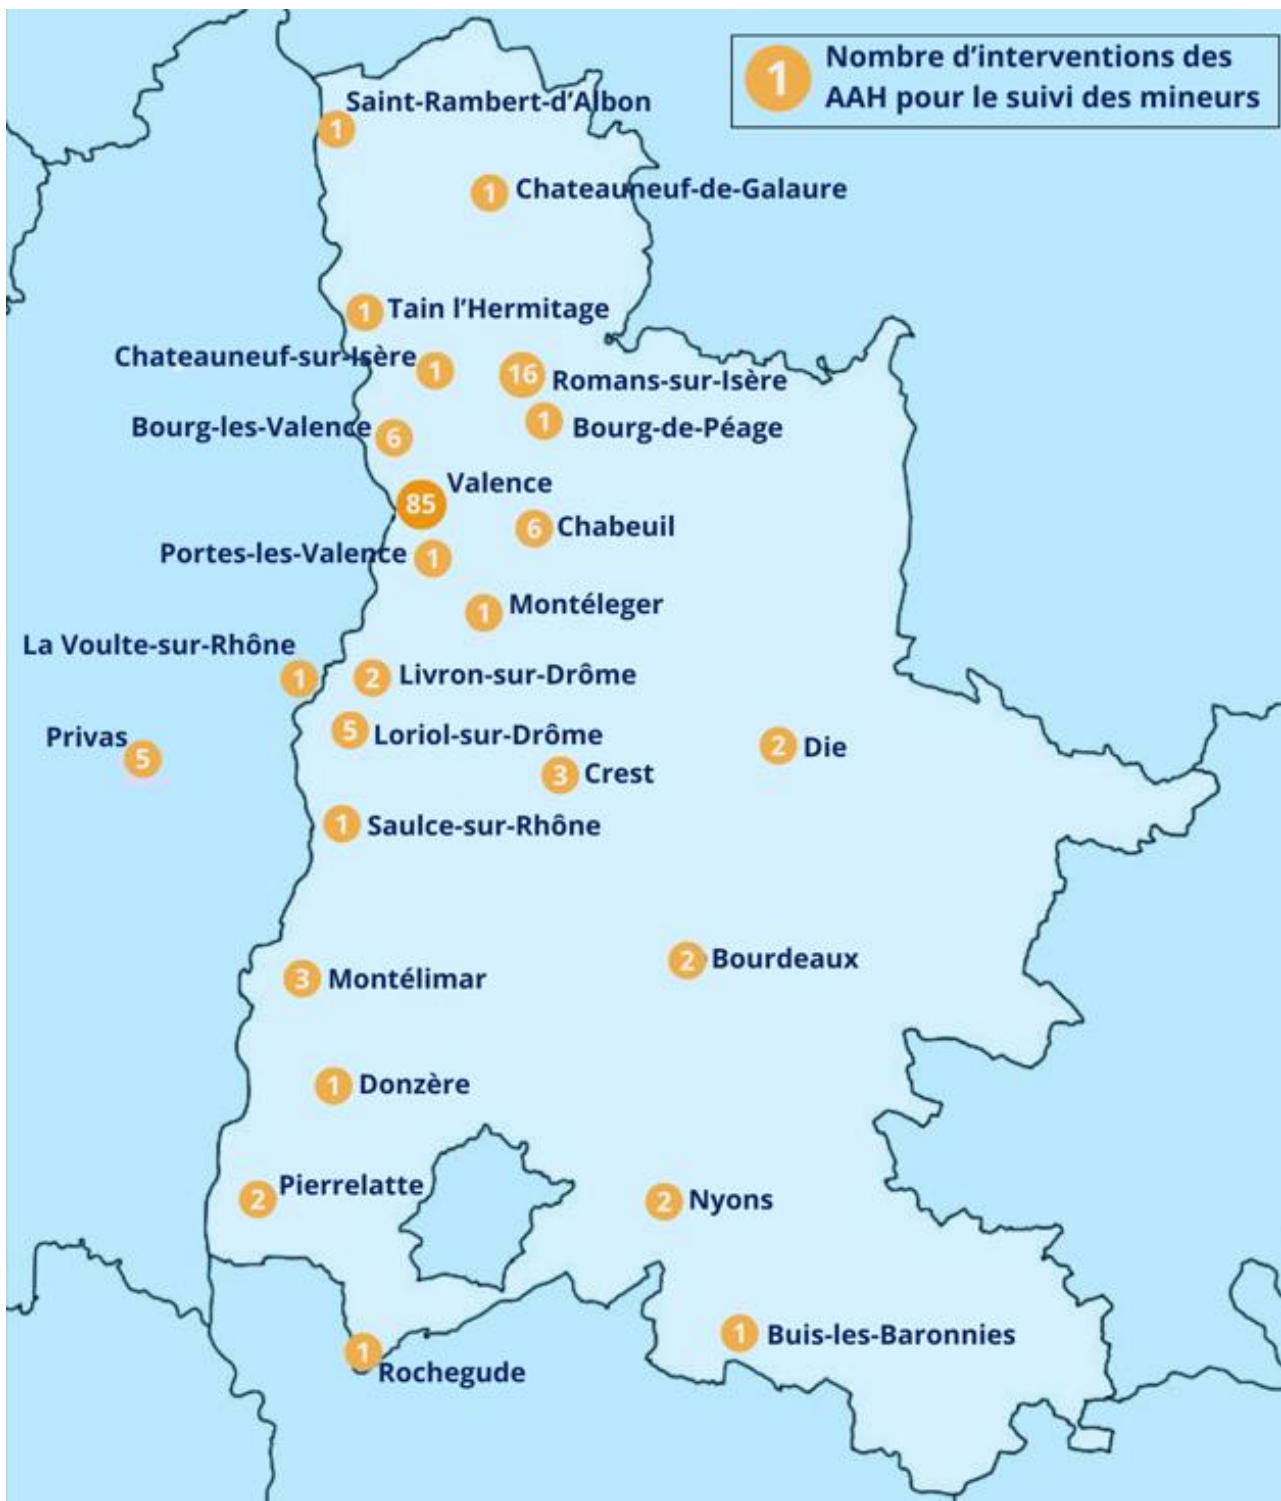 1
Nombre d'interventions des
AAH pour le suivi des mineurs
Saint-Rambert-d'Albon
1
1 Chateauneuf-de-Galaure
1 Tain l'Hermitage
Chateauneuf-sur-Isère 1
16 Romans-sur-Isère
Bourg-les-Valence 6
1 Bourg-de-Péage
Valence
85
6 Chabeuil
Portes-les-Valence 1
1 Montéleger
La Voulte-sur-Rhône
1
2 Livron-sur-Drôme
5 Loriol-sur-Drôme
Privas 5
2 Die
3 Crest
1 Saulce-sur-Rhône
2 Bourdeaux
3 Montélimar
1 Donzère
2 Pierrelatte
2 Nyons
1 Buis-les-Baronnies
1
Rochegude